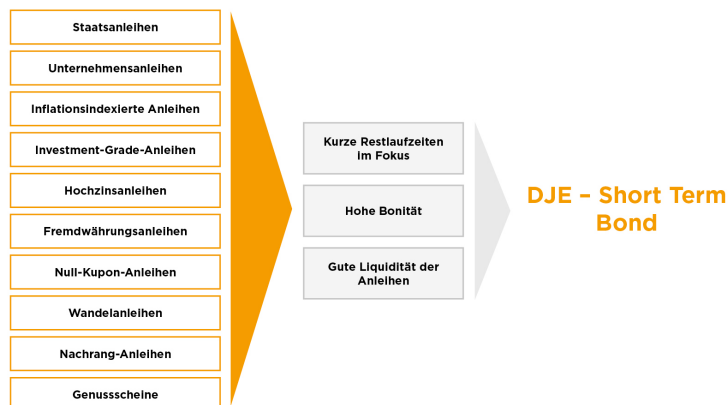 Staatsanleihen
Unternehmensanleihen
Inflationsindexierte Anleihen
Investment-Grade-Anleihen
Hochzinsanleihen
Fremdwährungsanleihen
Null-Kupon-Anleihen
Wandelanleihen
Nachrang-Anleihen
Genussscheine
Kurze Restlaufzeiten
im Fokus
Hohe Bonität
Gute Liquidität der
Anleihen
DJE – Short Term
Bond